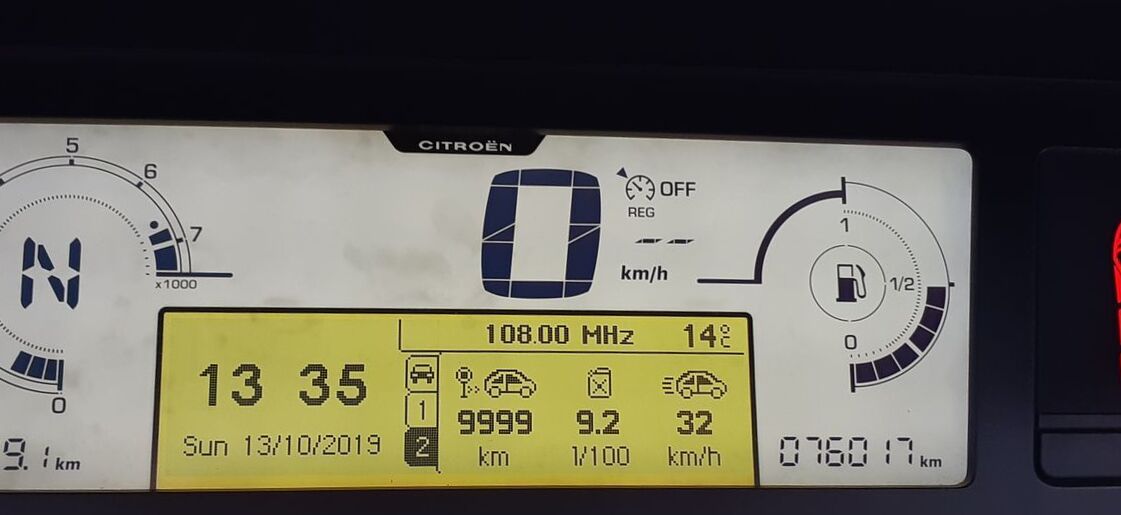 CITROËN
5
6
7
x1000
N
0
0
REG
OFF
km/h
1
1/2
0
108.00 MHz 14°C
13 35
Sun 13/10/2019
1
2
9999 9.2 32
km l/100 km/h
9.1 km
076017 km